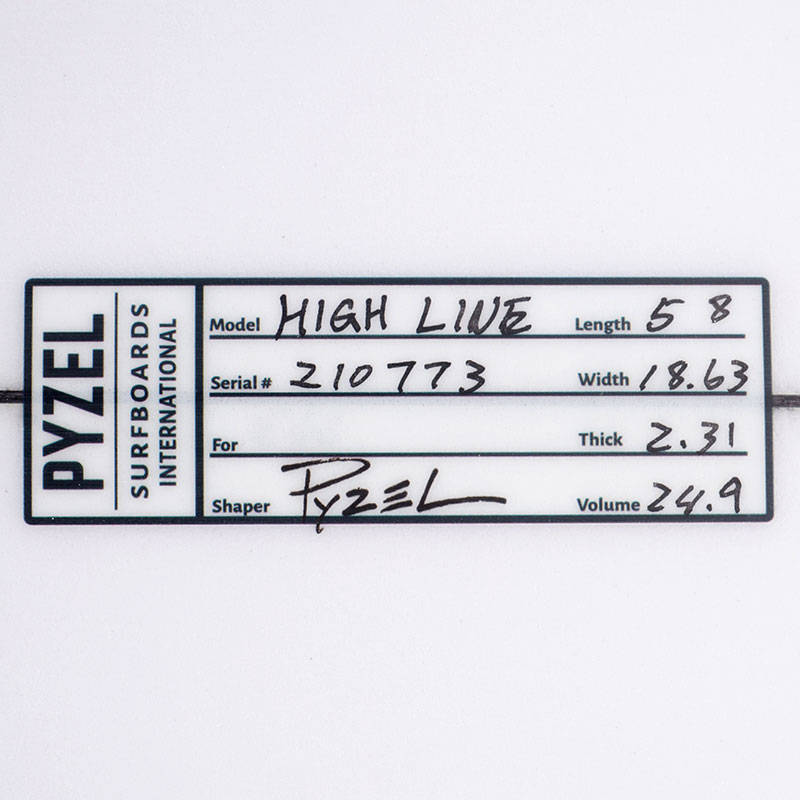 PYZEL
SURFBOARDS
INTERNATIONAL
Model HIGH LINE Length 5 8
Serial # 210773 Width 18.63
For Thick 2.31
Shaper PYZEL Volume 24.9